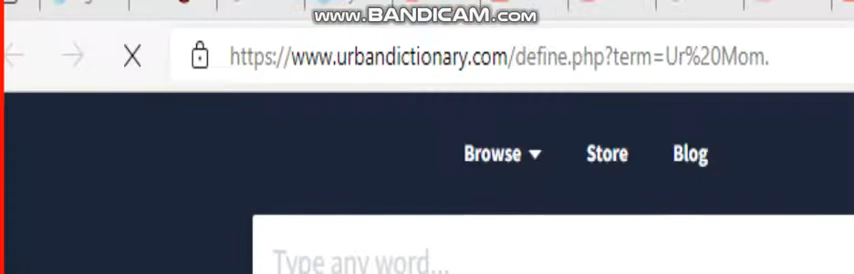 www.BANDICAM.com
https://www.urbandictionary.com/define.php?term=Ur%20Mom.
Browse Store Blog
Type any word...